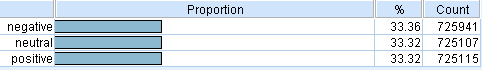 Proportion % Count
negative 33.36 725941
neutral 33.32 725107
positive 33.32 725115